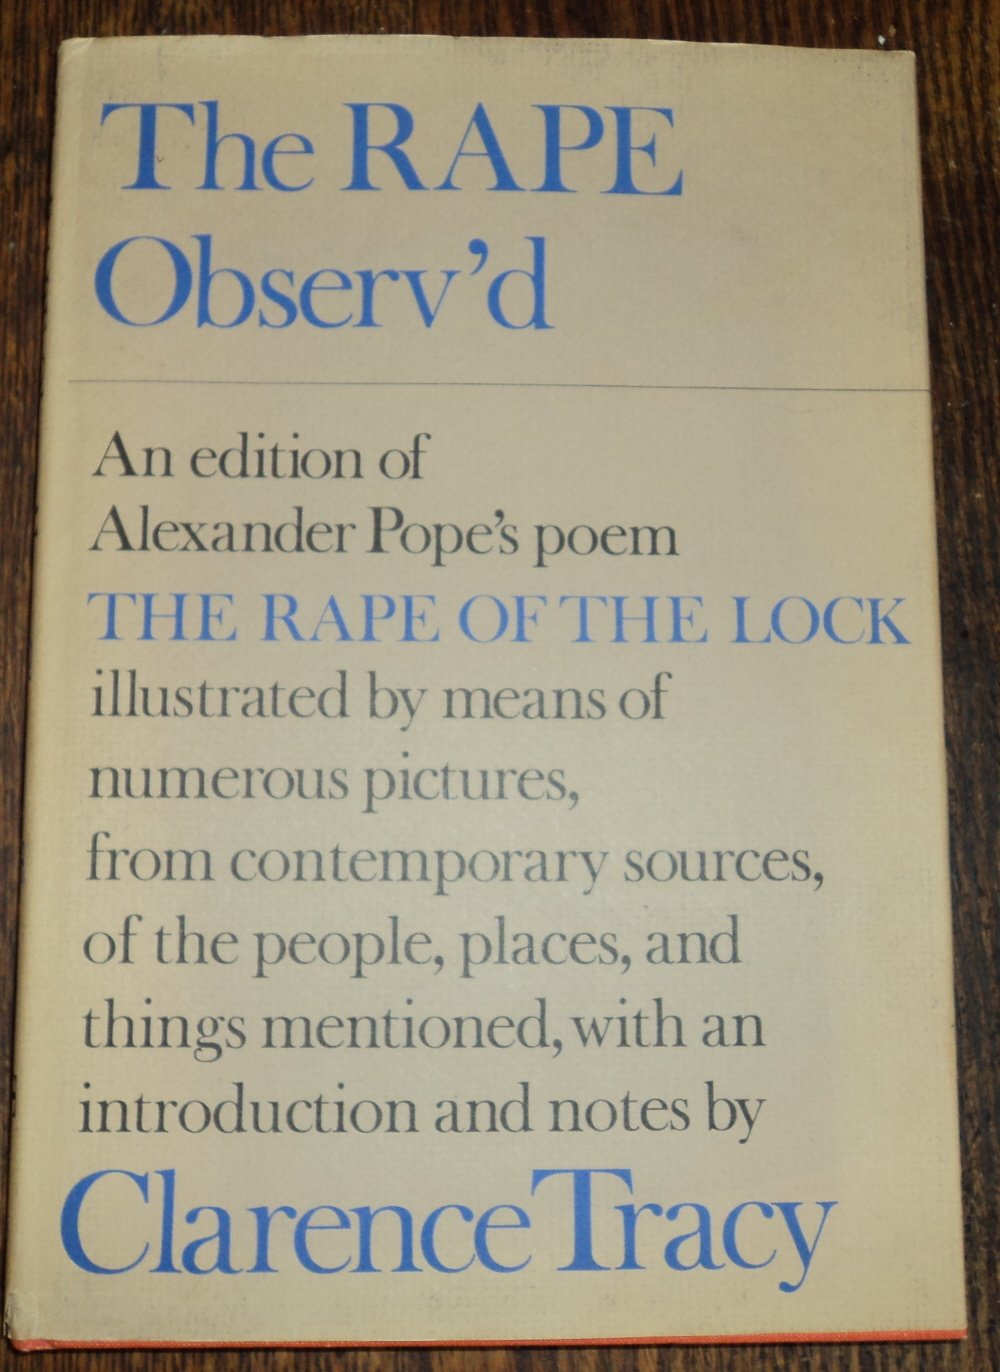 The RAPE
Observ'd
An edition of
Alexander Pope's poem
THE RAPE OF THE LOCK
illustrated by means of
numerous pictures,
from contemporary sources,
of the people, places, and
things mentioned, with an
introduction and notes by
Clarence Tracy